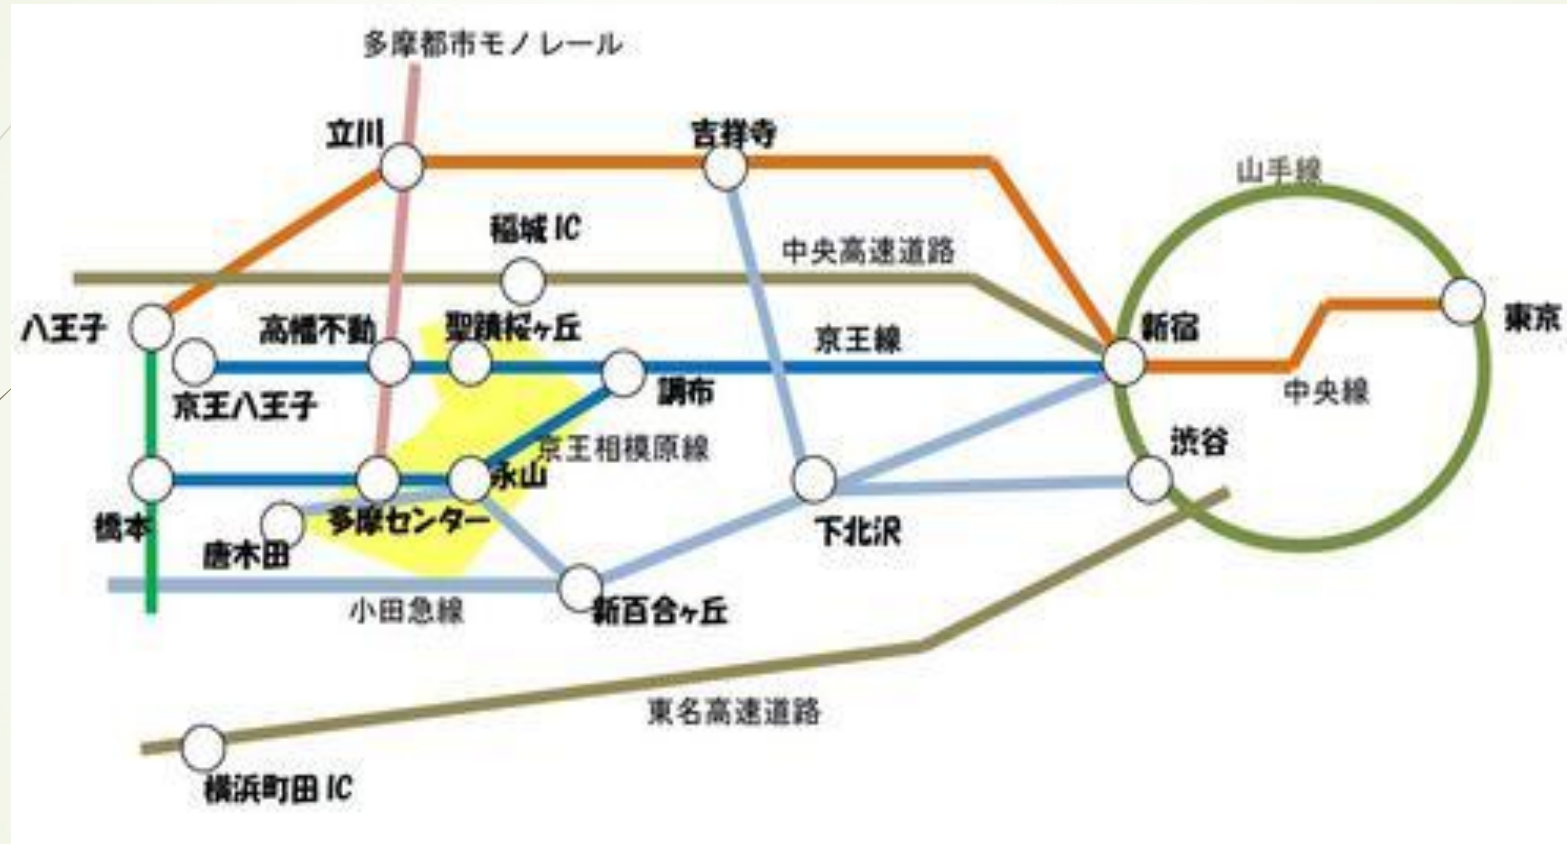 多摩都市モノレール
立川
吉祥寺
山手線
稲城 IC
中央高速道路
八王子
高幡不動
聖蹟桜ヶ丘
京王線
新宿
東京
京王八王子
調布
中央線
京王相模原線
永山
渋谷
橋本
多摩センター
唐木田
下北沢
小田急線
新百合ヶ丘
東名高速道路
横浜町田 IC